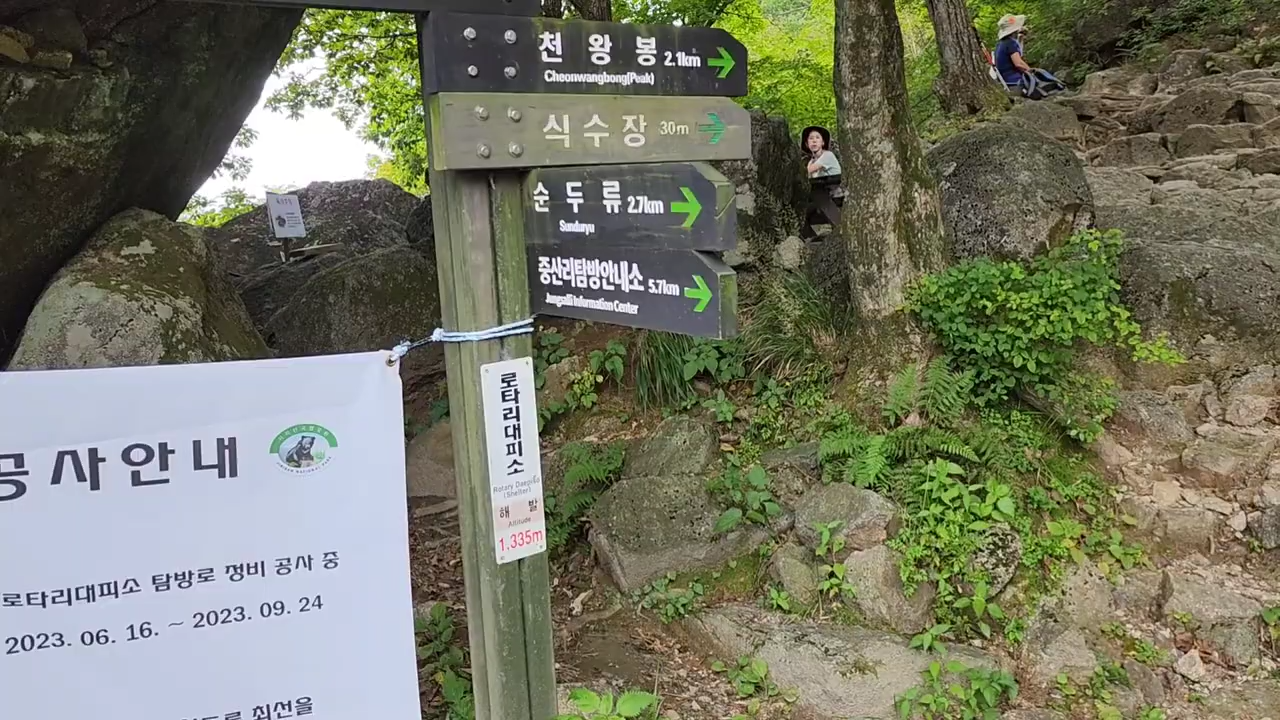 천왕봉 2.1km
Cheonwangbong(Peak)
식수장 30m
순두류 2.7km
Sunduryu
중산리탐방안내소 5.7km
Jungsalli Information Center
로타리대피소
Rotary Daepiso
(Shelter)
해 발
Altitude
1.335m
공사안내
로타리대피소 탐방로 정비 공사 중
2023. 06. 16. ~ 2023. 09. 24
최선을